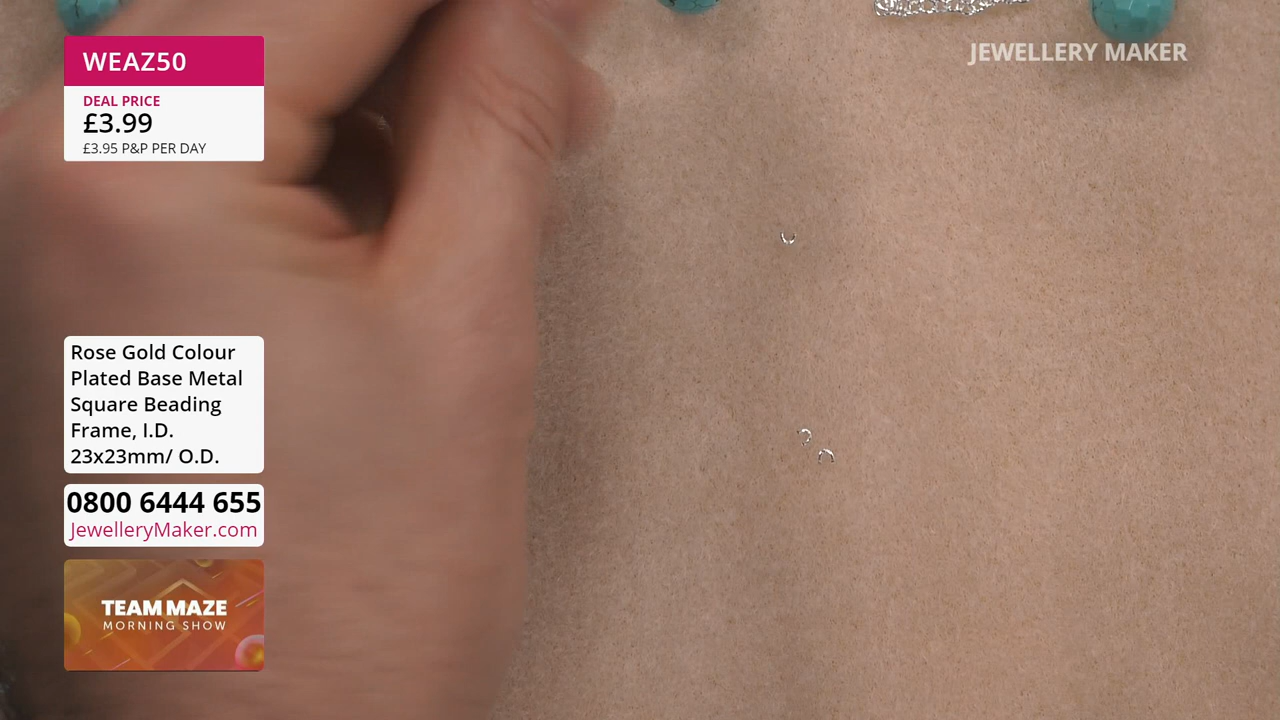 WEAZ50
DEAL PRICE
£3.99
£3.95 P&P PER DAY
JEWELLERY MAKER
Rose Gold Colour
Plated Base Metal
Square Beading
Frame, I.D.
23x23mm/ O.D.
0800 6444 655
JewelleryMaker.com
TEAM MAZE
MORNING SHOW